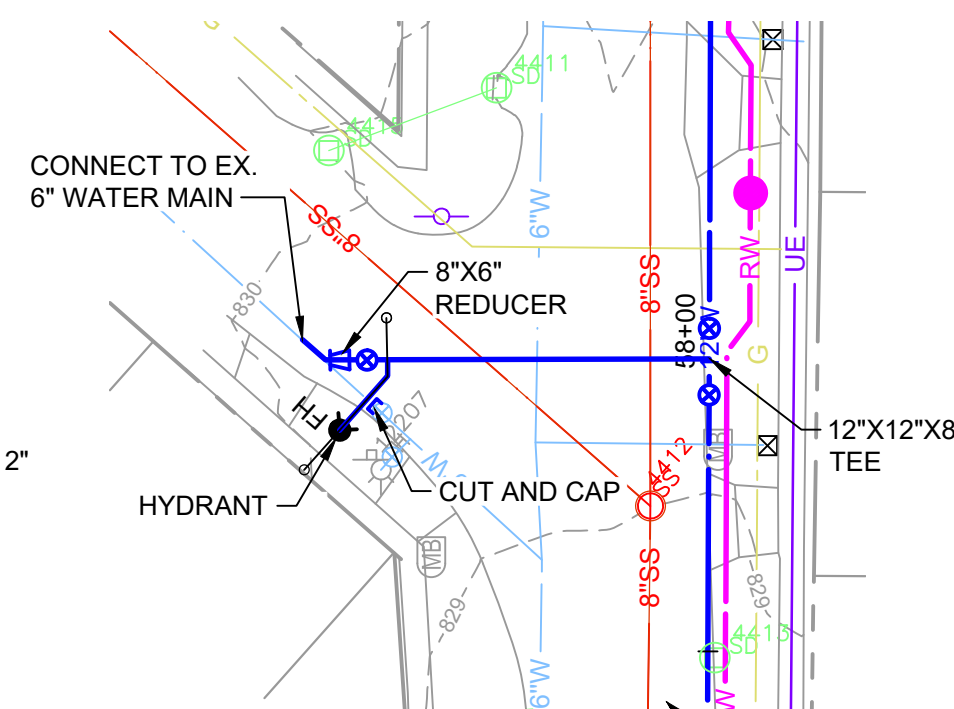 G
4411
SD
4410
SD
CONNECT TO EX.
6" WATER MAIN
6"W
8"SS
8"SS
RW
UE
8"X6"
REDUCER
830
58+00
12"W
G
FH
12207
W
MB
4412
SS
12"X12"X8
TEE
2"
HYDRANT
CUT AND CAP
MB
8"SS
829
829
4413
SD
6"W
W